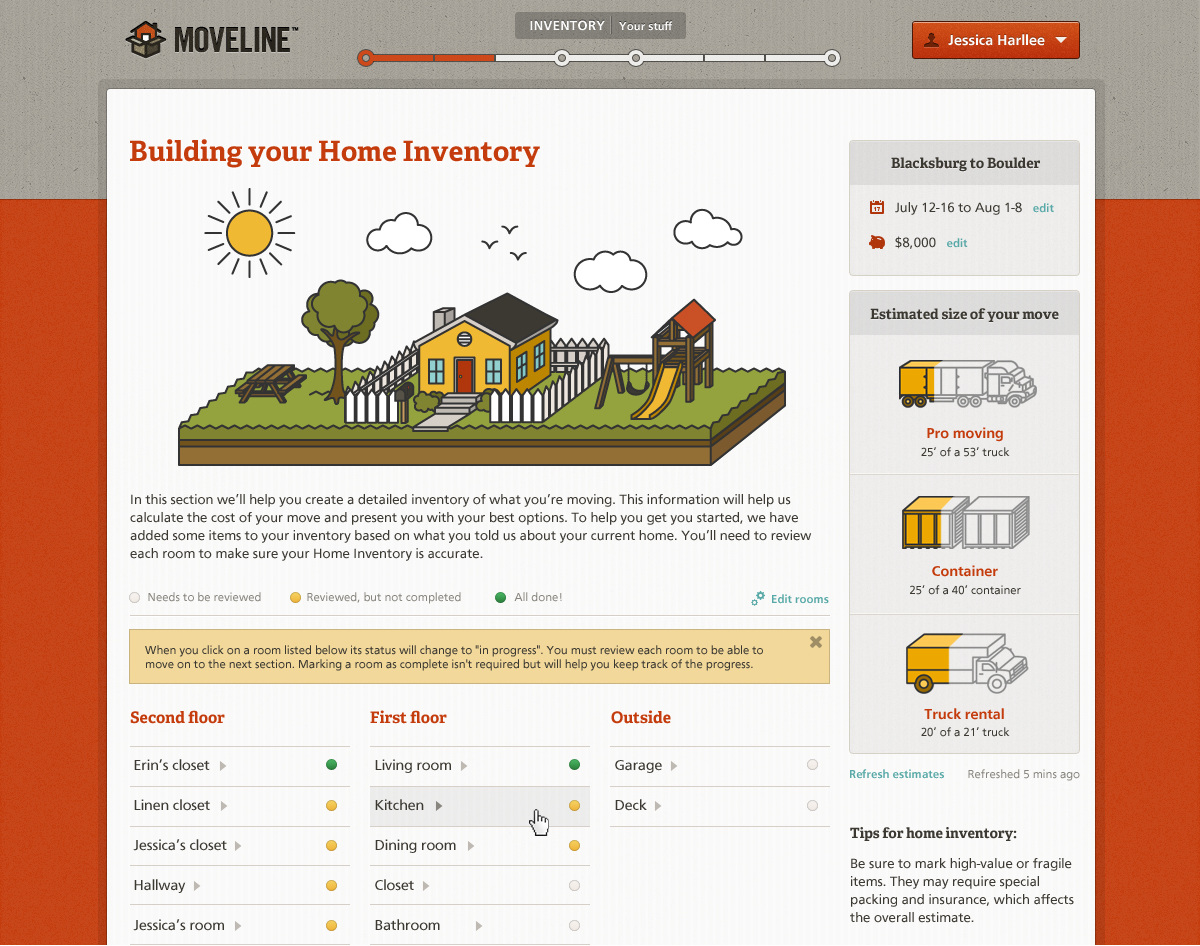 MOVELINE™
INVENTORY Your stuff
Jessica Harllee
Building your Home Inventory
In this section we’ll help you create a detailed inventory of what you’re moving. This information will help us
calculate the cost of your move and present you with your best options. To help you get you started, we have
added some items to your inventory based on what you told us about your current home. You’ll need to review
each room to make sure your Home Inventory is accurate.
Needs to be reviewed
Reviewed, but not completed
All done!
Edit rooms
When you click on a room listed below its status will change to "in progress". You must review each room to be able to
move on to the next section. Marking a room as complete isn't required but will help you keep track of the progress.
Second floor
Erin’s closet
Linen closet
Jessica’s closet
Hallway
Jessica’s room
First floor
Living room
Kitchen
Dining room
Closet
Bathroom
Outside
Garage
Deck
Blacksburg to Boulder
17
July 12-16 to Aug 1-8 edit
$8,000 edit
Estimated size of your move
Pro moving
25’ of a 53’ truck
Container
25’ of a 40’ container
Truck rental
20’ of a 21’ truck
Refresh estimates
Refreshed 5 mins ago
Tips for home inventory:
Be sure to mark high-value or fragile
items. They may require special
packing and insurance, which affects
the overall estimate.